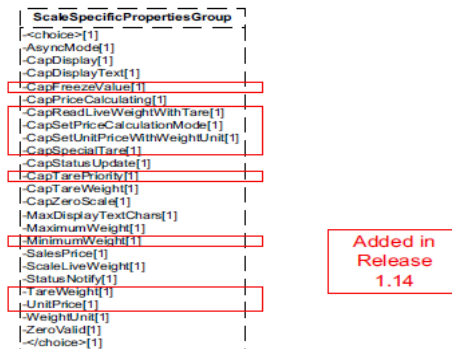 ScaleSpecificPropertiesGroup
-<choice>[1]
-AsyncMode[1]
-CapDisplay[1]
-CapDisplayText[1]
-CapFreezeValue[1]
-CapPriceCalculating[1]
-CapReadLiveWeightWithTare[1]
-CapSetPriceCalculationMode[1]
-CapSetUnitPriceWithWeightUnit[1]
-CapSpecialTare[1]
-CapStatusUpdate[1]
-CapTarePriority[1]
-CapTareWeight[1]
-CapZeroScale[1]
-MaxDisplayTextChars[1]
-MaximumWeight[1]
-MinimumWeight[1]
-SalesPrice[1]
-ScaleLiveWeight[1]
-StatusNotify[1]
-TareWeight[1]
-UnitPrice[1]
-WeightUnit[1]
-ZeroValid[1]
-</choice>[1]
Added in
Release
1.14